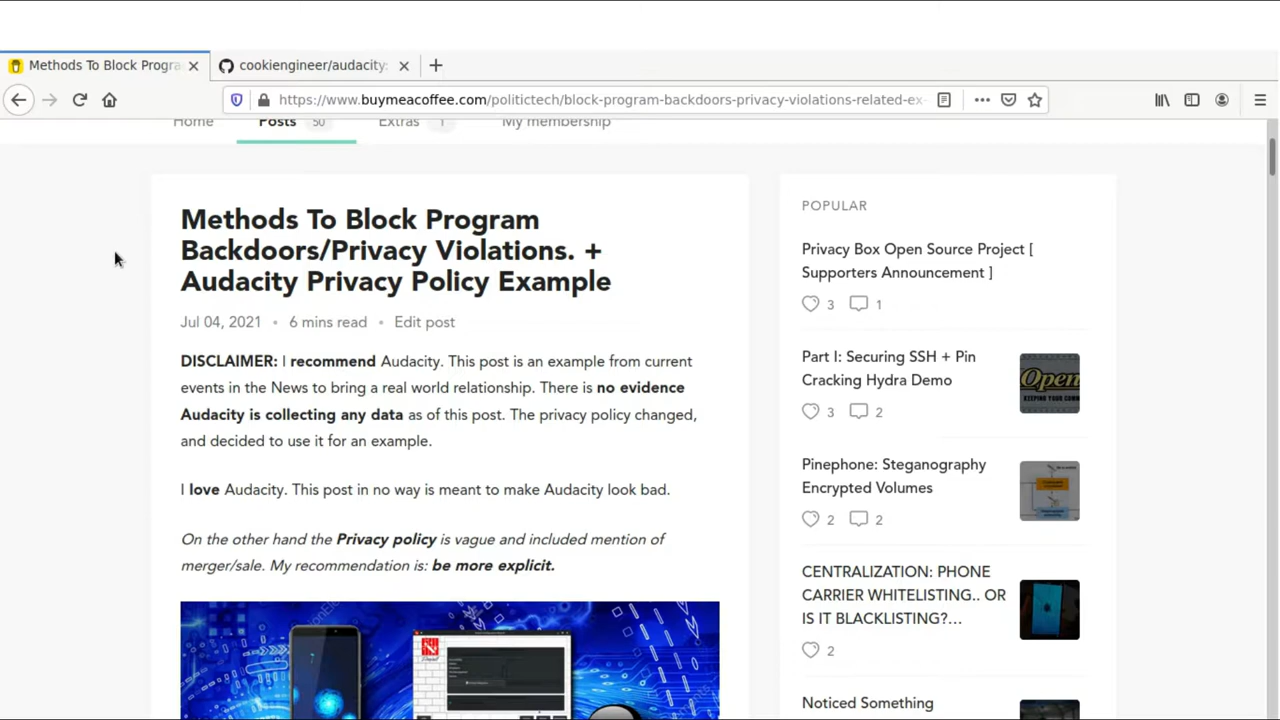 Methods To Block Progra
cookiengineer/audacity:
https://www.buymeacoffee.com/politictech/block-program-backdoors-privacy-violations-related-ex-
Home
Posts 50
Extras 1
My membership
Methods To Block Program
Backdoors/Privacy Violations. +
Audacity Privacy Policy Example
Jul 04, 2021 • 6 mins read • Edit post
DISCLAIMER: I recommend Audacity. This post is an example from current
events in the News to bring a real world relationship. There is no evidence
Audacity is collecting any data as of this post. The privacy policy changed,
and decided to use it for an example.
I love Audacity. This post in no way is meant to make Audacity look bad.
On the other hand the Privacy policy is vague and included mention of
merger/sale. My recommendation is: be more explicit.
POPULAR
Privacy Box Open Source Project [
Supporters Announcement ]
3 1
Part I: Securing SSH + Pin
Cracking Hydra Demo
Open
KEEPING YOUR COMM
3 2
Pinephone: Steganography
Encrypted Volumes
2 2
CENTRALIZATION: PHONE
CARRIER WHITELISTING.. OR
IS IT BLACKLISTING?...
2
Noticed Something